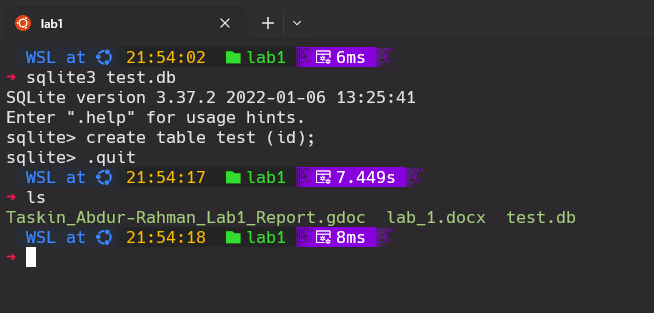 lab1
WSL at 21:54:02 lab1 6ms
➜ sqlite3 test.db
SQLite version 3.37.2 2022-01-06 13:25:41
Enter ".help" for usage hints.
sqlite> create table test (id);
sqlite> .quit
WSL at 21:54:17 lab1 7.449s
➜ ls
Taskin_Abdur-Rahman_Lab1_Report.gdoc lab_1.docx test.db
WSL at 21:54:18 lab1 8ms
➜